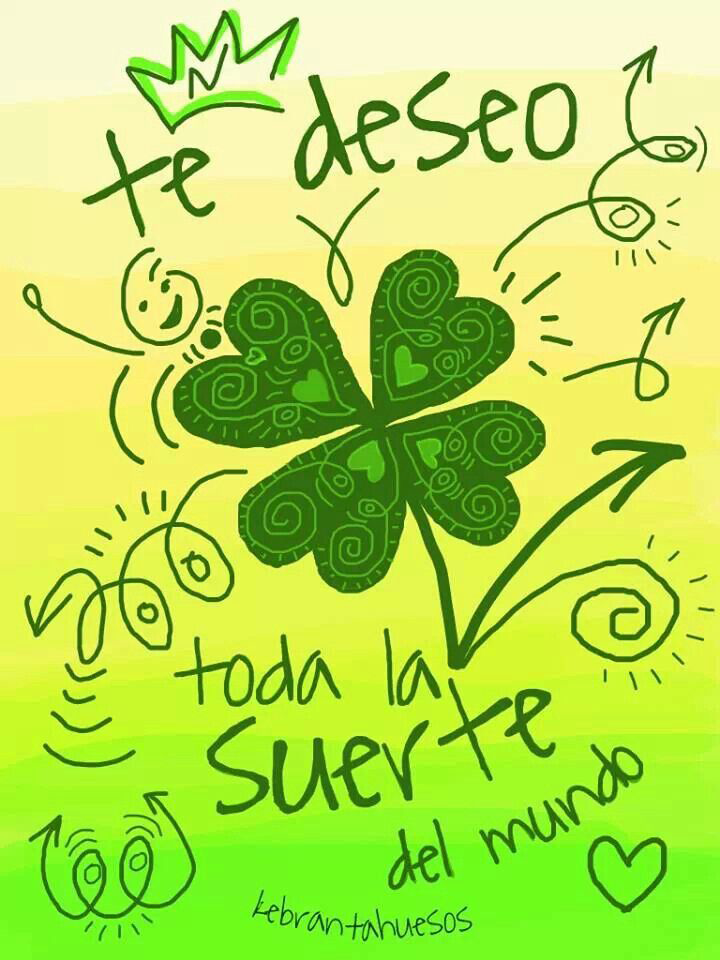 te deseo
toda la
suerte
del mundo
kebrantahuesos